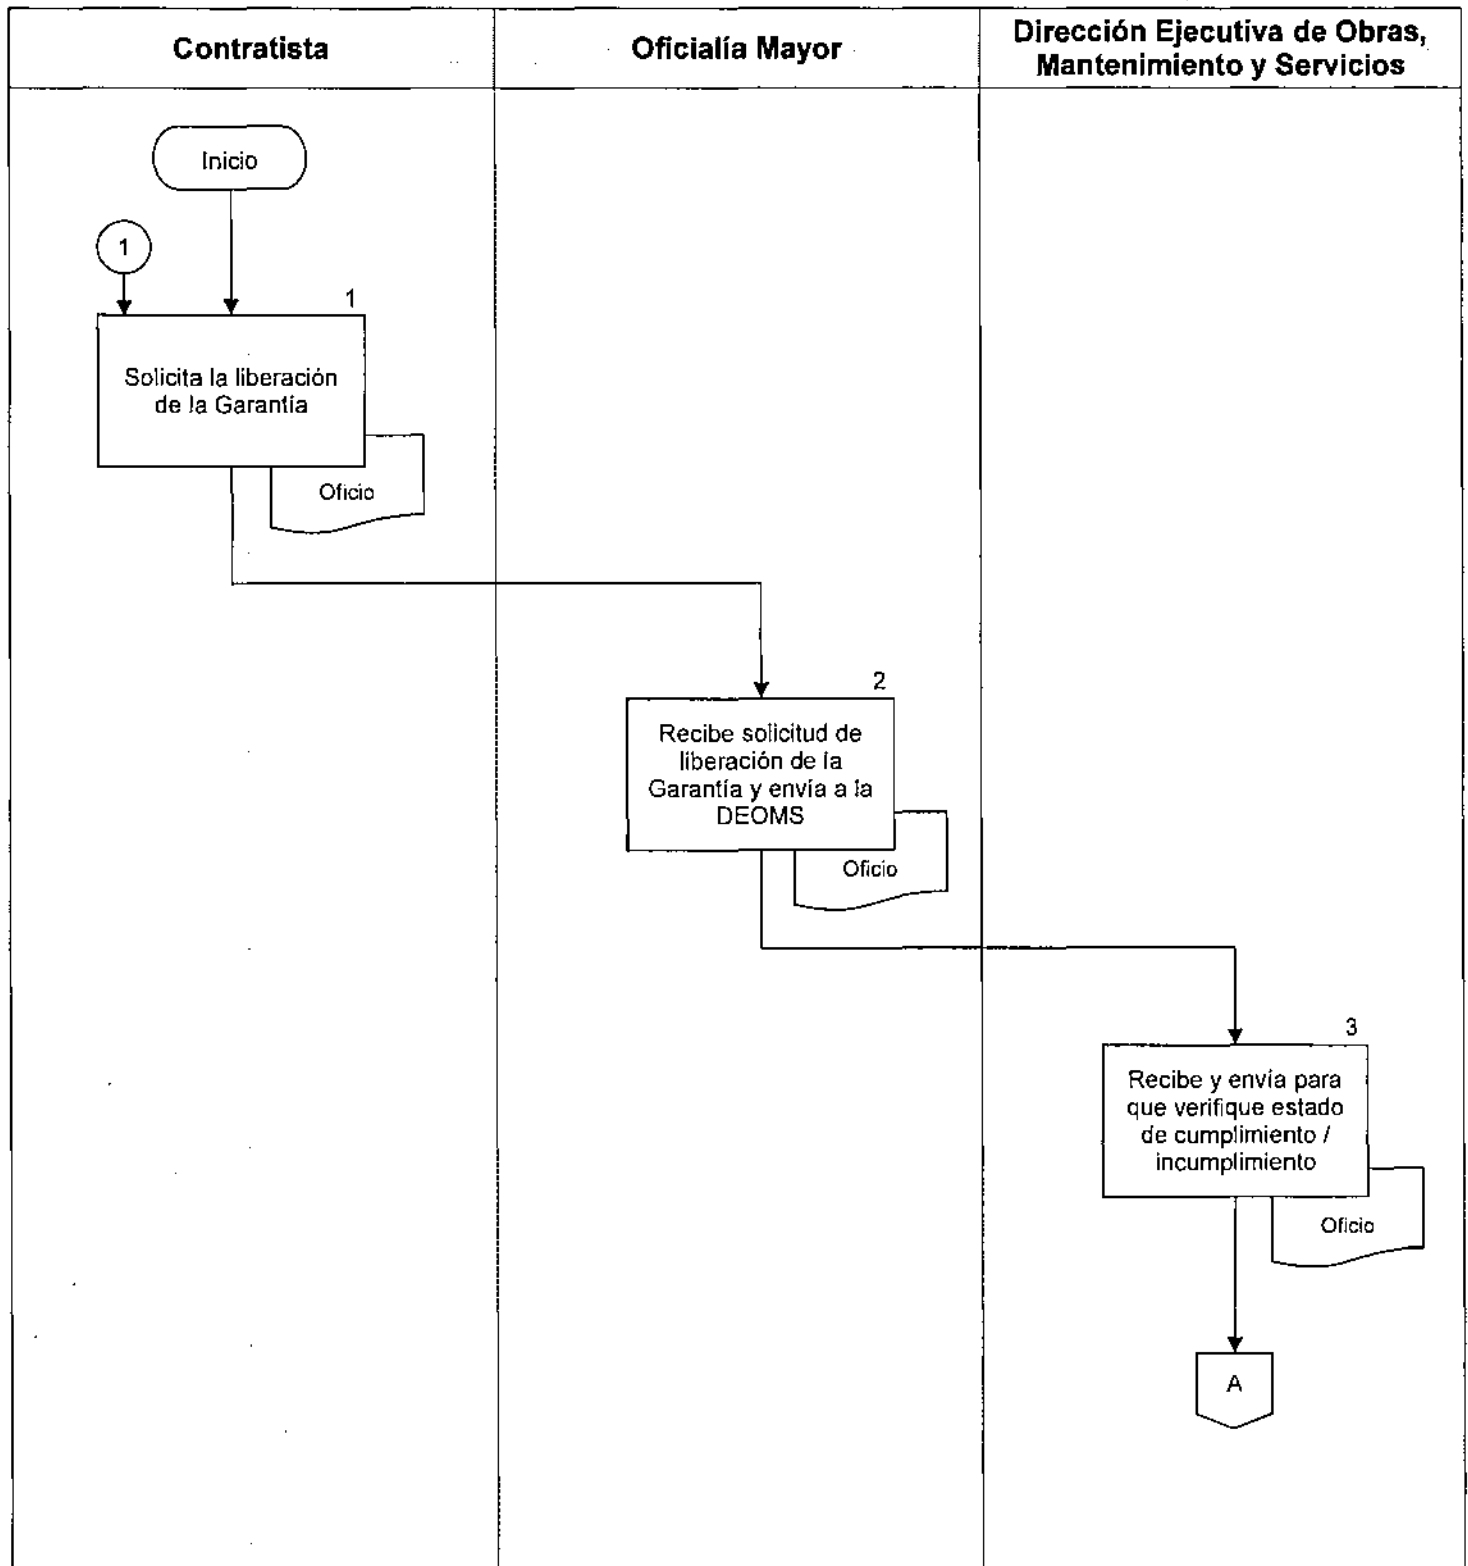 Contratista
Oficialía Mayor
Dirección Ejecutiva de Obras,
Mantenimiento y Servicios
Inicio
1
1
Solicita la liberación
de la Garantía
Oficio
2
Recibe solicitud de
liberación de la
Garantía y envía a la
DEOMS
Oficio
3
Recibe y envía para
que verifique estado
de cumplimiento /
incumplimiento
Oficio
A